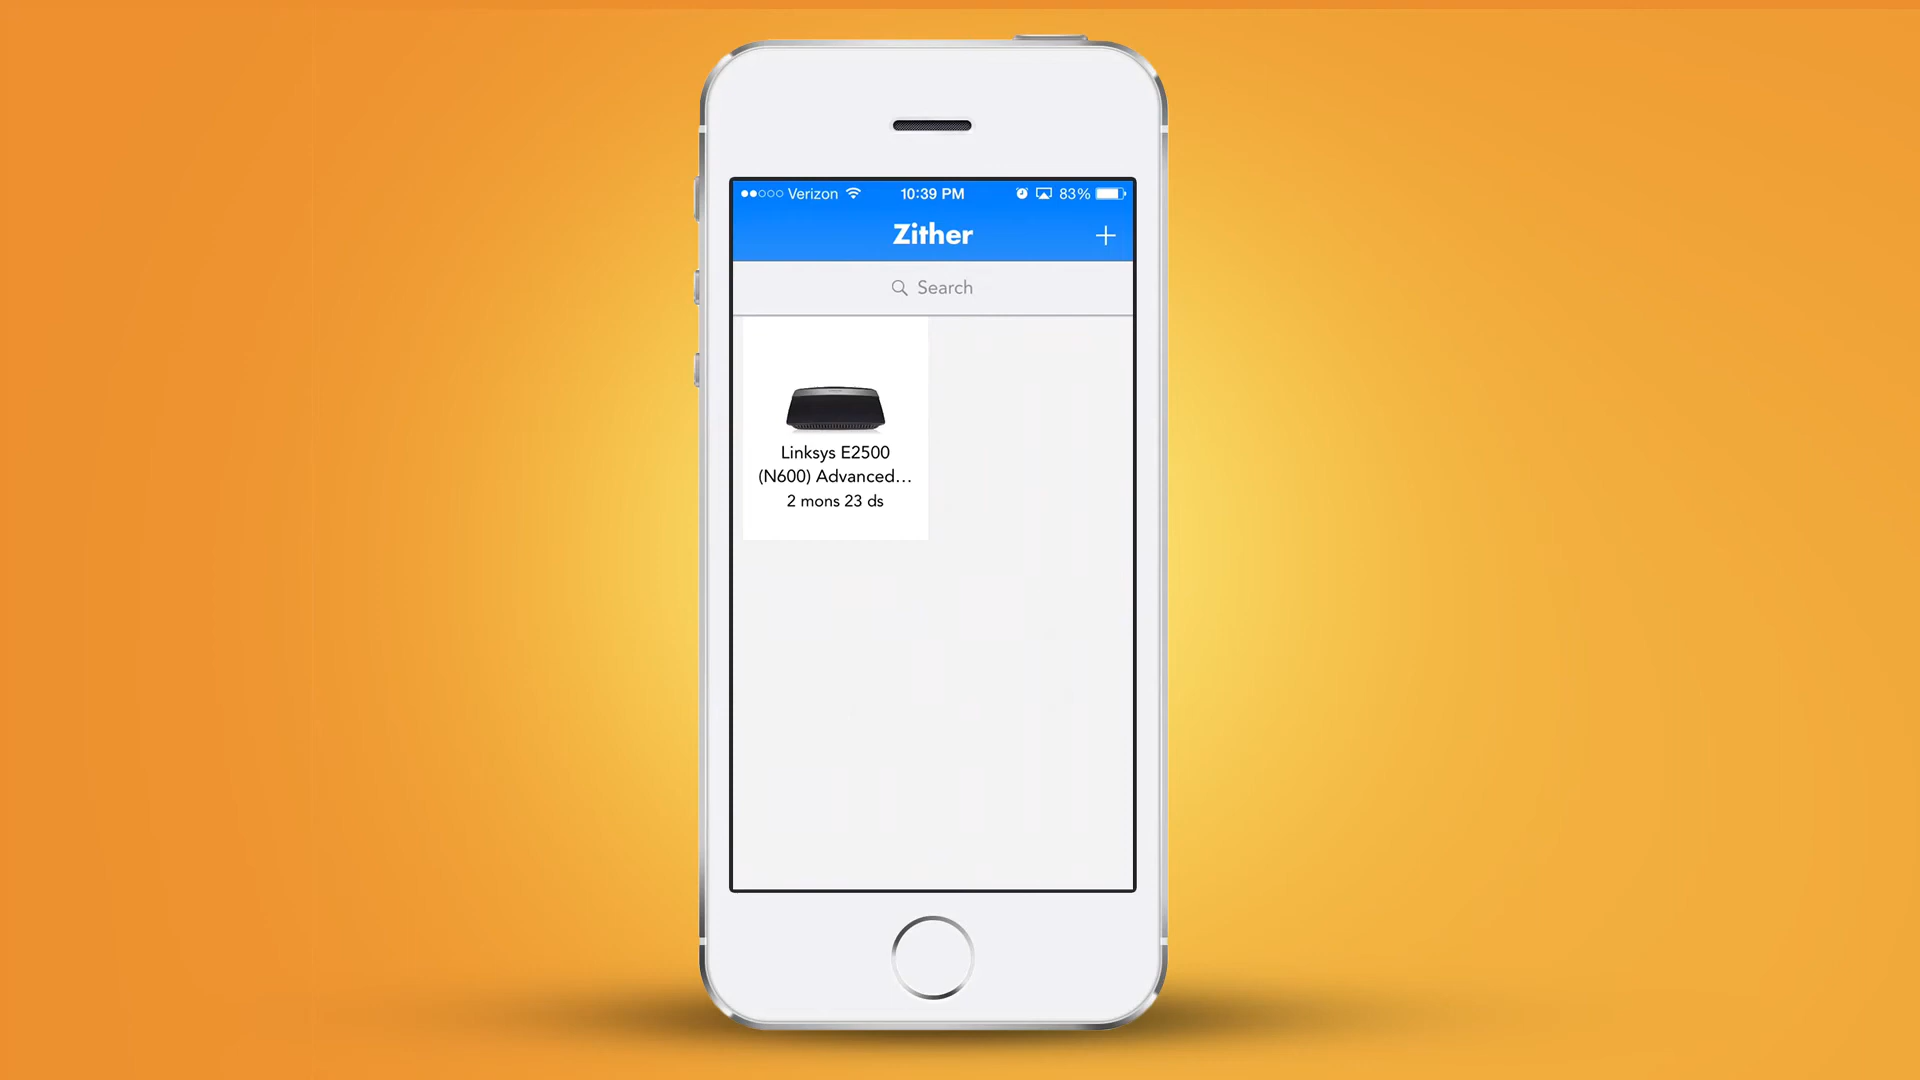 Verizon 10:39 PM 83%
Zither
Search
Linksys E2500
(N600) Advanced...
2 mons 23 ds